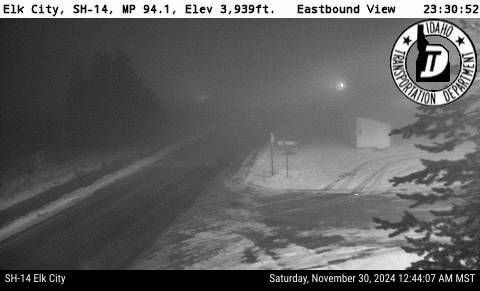 Elk City, SH-14, MP 94.1, Elev 3,939ft. Eastbound View 23:30:52
IDAHO
TRANSPORTATION DEPARTMENT
SH-14 Elk City Saturday, November 30, 2024 12:44:07 AM MST